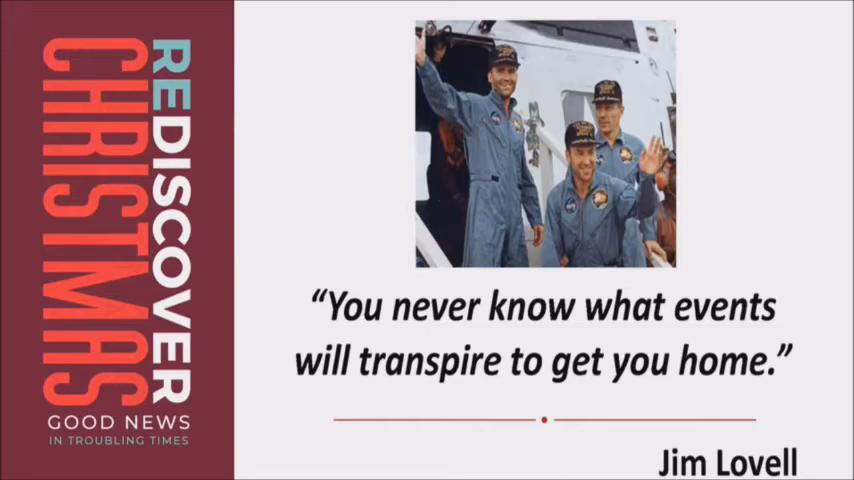 REDISCOVER
CHRISTMAS
GOOD NEWS
IN TROUBLING TIMES
“You never know what events
will transpire to get you home.”
Jim Lovell